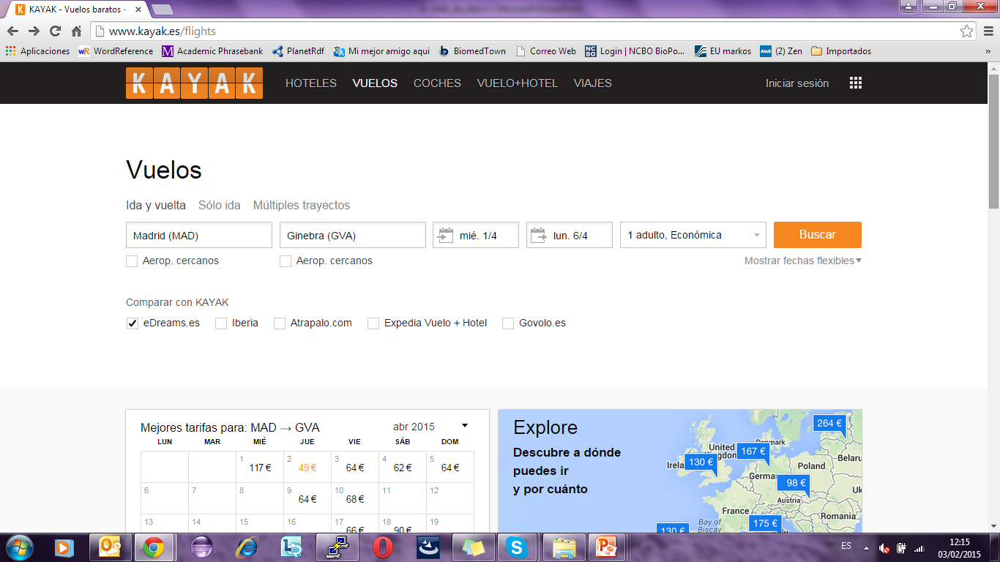 KAYAK - Vuelos baratos -
www.kayak.es/flights
Aplicaciones WordReference Academic Phrasebank PlanetRdf Mi mejor amigo aqui BiomedTown Correo Web Login | NCBO BioPo... EU markos (2) Zen Importados »
KAYAK HOTELES VUELOS COCHES VUELO+HOTEL VIAJES Iniciar sesión
Vuelos
Ida y vuelta Sólo ida Múltiples trayectos
Madrid (MAD) Ginebra (GVA) mié. 1/4 lun. 6/4 1 adulto, Económica Buscar
Aerop. cercanos Aerop. cercanos Mostrar fechas flexibles
Comparar con KAYAK
eDreams.es Iberia Atrapalo.com Expedia Vuelo + Hotel Govolo.es
Mejores tarifas para: MAD → GVA abr 2015
LUN MAR MIÉ JUE VIE SÁB DOM
1 117 € 2 49 € 3 64 € 4 62 € 5 64 €
6 7 8 9 64 € 10 68 € 11 12
13 14 15 16 17 66 € 18 90 € 19
Explore
Descubre a dónde
puedes ir
y por cuánto
264 €
United Kingdom
Denmark
167 €
130 €
Irel
Poland
Belaru
Germa
98 €
Uk
Austria
France
Romania
Bay of
Biscay
175 €
130 €
ES 12:15
03/02/2015